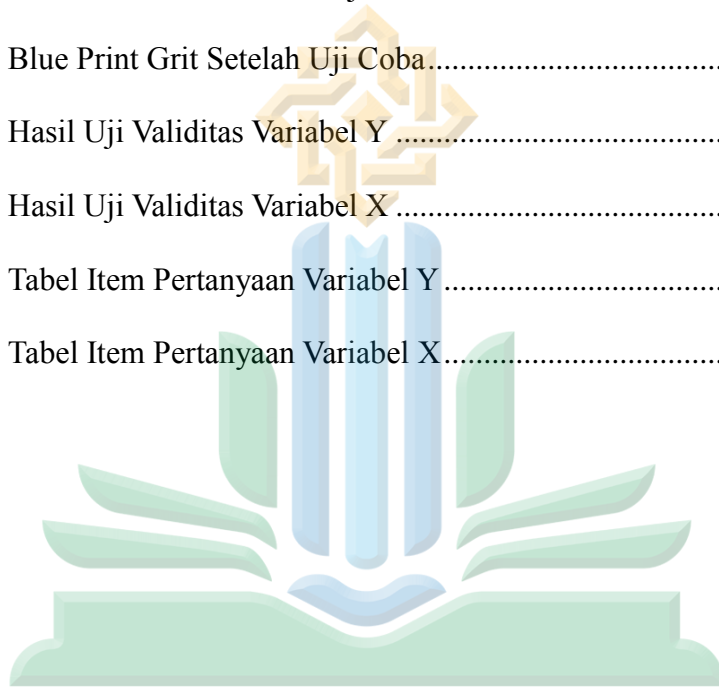 Blue Print Grit Setelah Uji Coba....................................
Hasil Uji Validitas Variabel Y ........................................
Hasil Uji Validitas Variabel X ........................................
Tabel Item Pertanyaan Variabel Y ..................................
Tabel Item Pertanyaan Variabel X..................................